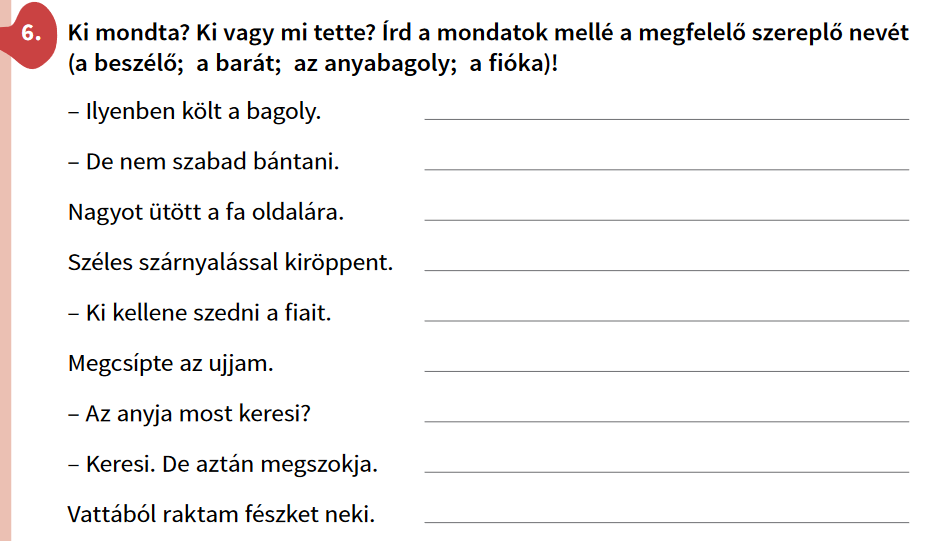 6. Ki mondta? Ki vagy mi tette? Írd a mondatok mellé a megfelelő szereplő nevét
(a beszélő; a barát; az anyabagoly; a fióka)!
– Ilyenben költ a bagoly.
– De nem szabad bántani.
Nagyot ütött a fa oldalára.
Széles szárnyalással kiröppent.
– Ki kellene szedni a fiait.
Megcsípte az ujjam.
– Az anyja most keresi?
– Keresi. De aztán megszokja.
Vattából raktam fészket neki.